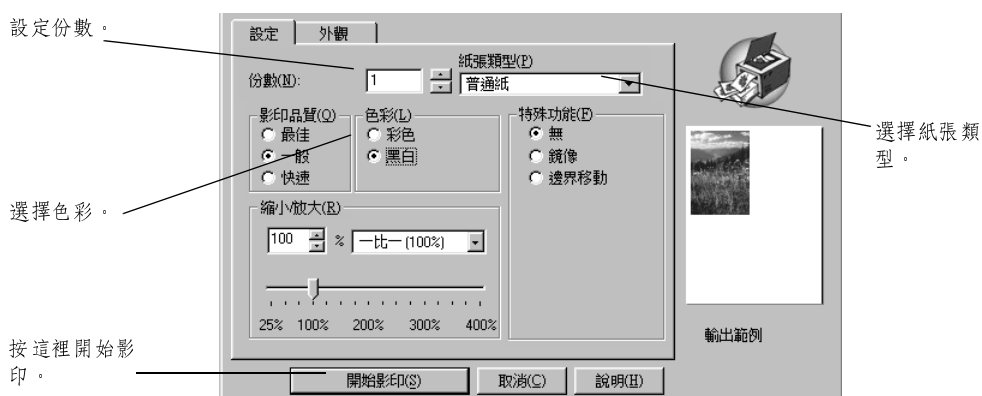 設定份數。
設定 外觀
份數(N): 1
紙張類型(P)
普通紙
影印品質(O)
最佳
一般
快速
色彩(L)
彩色
黑白
特殊功能(F)
無
鏡像
邊界移動
選擇紙張類
型。
選擇色彩。
縮小/放大(R)
100 % 一比一 (100%)
25% 100% 200% 300% 400%
輸出範例
按這裡開始影
印。
開始影印(S) 取消(C) 說明(H)